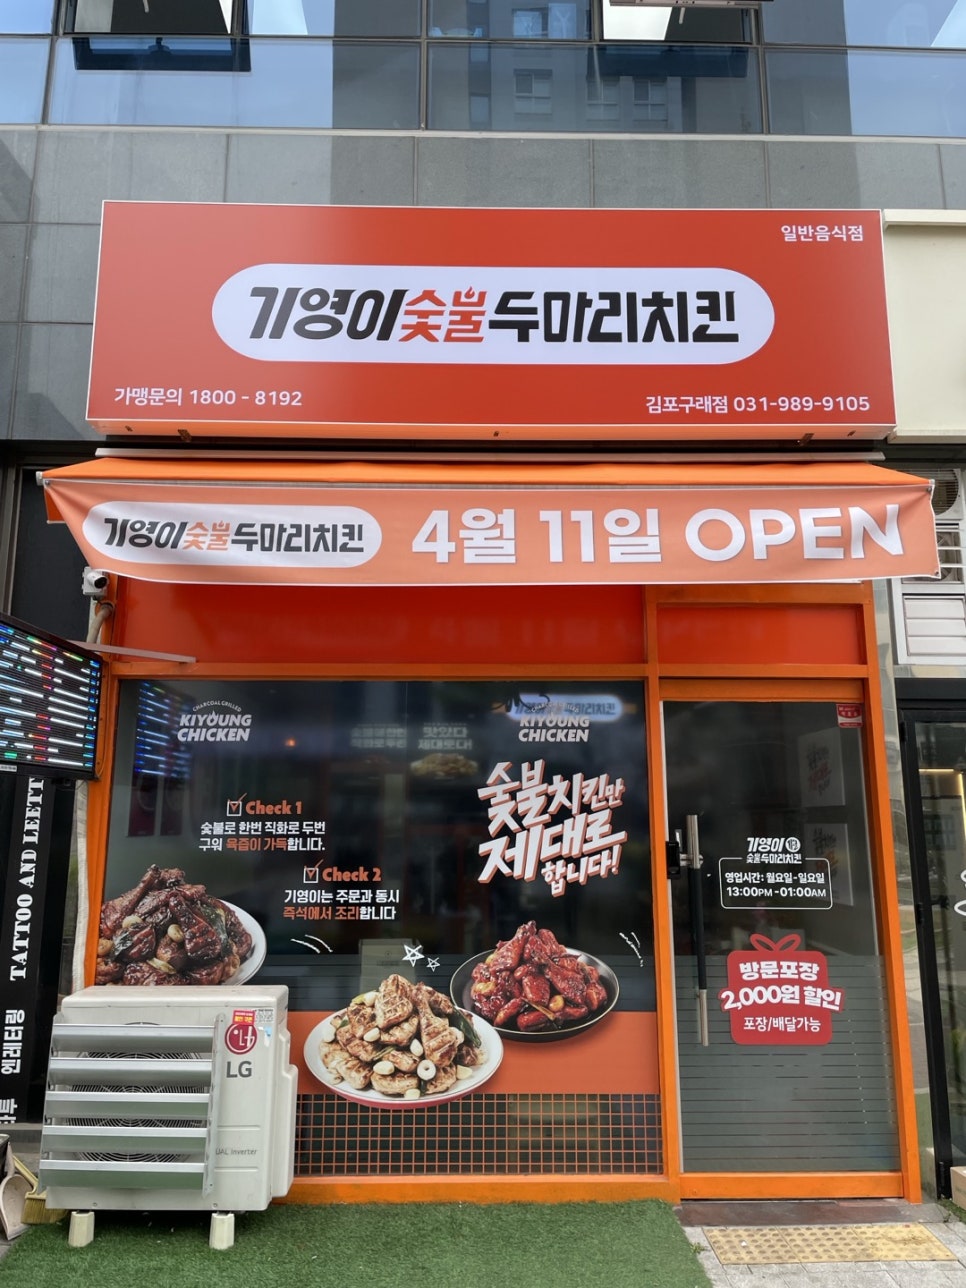 일반음식점
기영이숯불두마리치킨
가맹문의 1800 - 8192
김포구래점 031-989-9105
기영이숯불두마리치킨 4월 11일 OPEN
CHARCOAL GRILLED
KIYOUNG
CHICKEN
KIYOUNG
CHICKEN
숯불치킨만
제대로
합니다!
Check 1
숯불로 한번 직화로 두번
구워 육즙이 가득합니다.
Check 2
기영이는 주문과 동시
즉석에서 조리합니다
기영이
숯불두마리치킨
영업시간: 월요일-일요일
13:00PM -01:00AM
방문포장
2,000원 할인
포장/배달가능
TATTOO AND LEETT
엔레터링
LG
LG